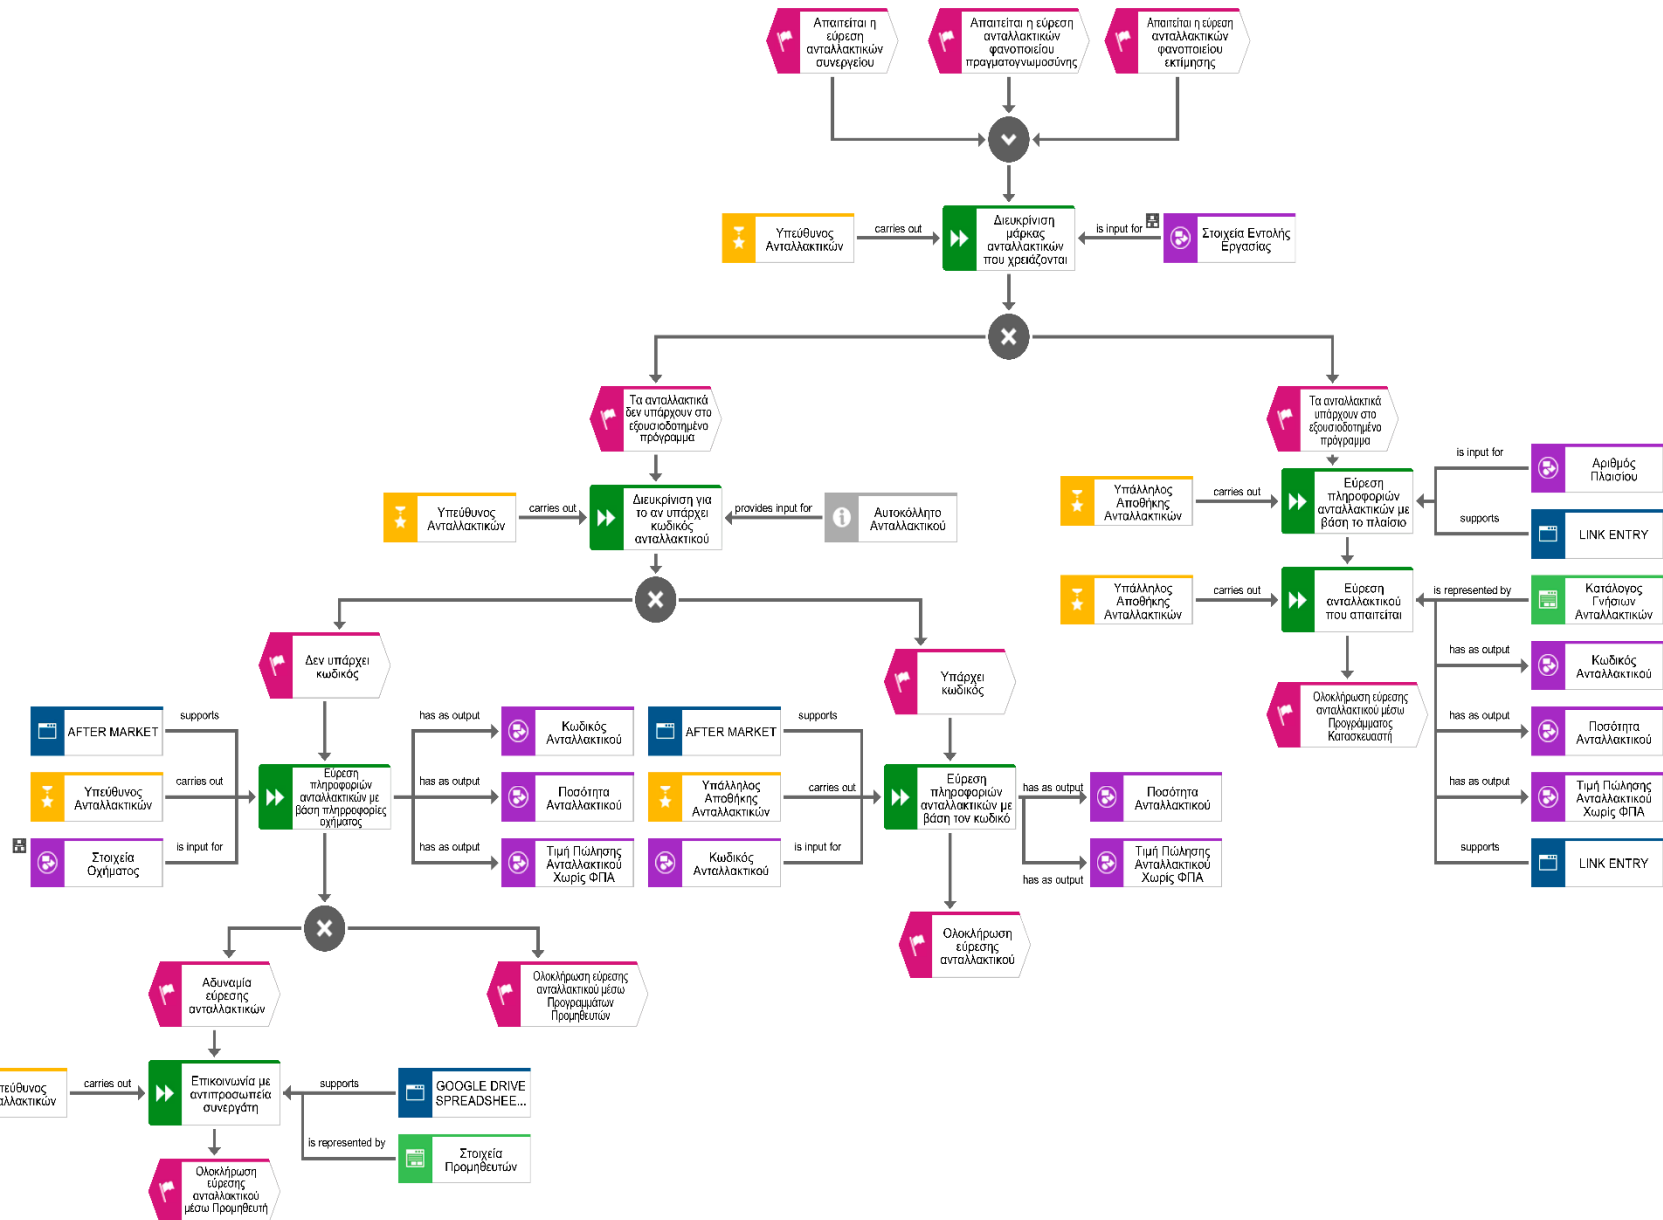 Απαιτείται η
εύρεση
ανταλλακτικών
συνεργείου
Απαιτείται η εύρεση
ανταλλακτικών
φανοποιείου
πραγματογνωμοσύνης
Απαιτείται η εύρεση
ανταλλακτικών
φανοποιείου
εκτίμησης
Υπεύθυνος
Ανταλλακτικών
carries out
Διευκρίνιση
μάρκας
ανταλλακτικών
που χρειάζονται
is input for
Στοιχεία Εντολής
Εργασίας
Τα ανταλλακτικά
δεν υπάρχουν στο
εξουσιοδοτημένο
πρόγραμμα
Τα ανταλλακτικά
υπάρχουν στο
εξουσιοδοτημένο
πρόγραμμα
Υπεύθυνος
Ανταλλακτικών
carries out
Διευκρίνιση για
το αν υπάρχει
κωδικός
ανταλλακτικού
provides input for
Αυτοκόλλητο
Ανταλλακτικού
Υπάλληλος
Αποθήκης
Ανταλλακτικών
carries out
Εύρεση
πληροφοριών
ανταλλακτικών με
βάση το πλαίσιο
is input for
Αριθμός
Πλαισίου
supports
LINK ENTRY
Υπάλληλος
Αποθήκης
Ανταλλακτικών
carries out
Εύρεση
ανταλλακτικού
που απαιτείται
is represented by
Κατάλογος
Γνήσιων
Ανταλλακτικών
has as output
Κωδικός
Ανταλλακτικού
has as output
Ποσότητα
Ανταλλακτικού
has as output
Τιμή Πώλησης
Ανταλλακτικού
Χωρίς ΦΠΑ
supports
LINK ENTRY
Ολοκλήρωση εύρεσης
ανταλλακτικού μέσω
Προγράμματος
Κατασκευαστή
Δεν υπάρχει
κωδικός
Υπάρχει
κωδικός
AFTER MARKET
supports
Υπεύθυνος
Ανταλλακτικών
carries out
Στοιχεία
Οχήματος
is input for
Εύρεση
πληροφοριών
ανταλλακτικών με
βάση πληρροφορίες
οχήματος
has as output
Κωδικός
Ανταλλακτικού
has as output
Ποσότητα
Ανταλλακτικού
has as output
Τιμή Πώλησης
Ανταλλακτικού
Χωρίς ΦΠΑ
AFTER MARKET
supports
Υπάλληλος
Αποθήκης
Ανταλλακτικών
carries out
Κωδικός
Ανταλλακτικού
is input for
Εύρεση
πληροφοριών
ανταλλακτικών με
βάση τον κωδικό
has as output
Ποσότητα
Ανταλλακτικού
has as output
Τιμή Πώλησης
Ανταλλακτικού
Χωρίς ΦΠΑ
Ολοκλήρωση
εύρεσης
ανταλλακτικού
Αδυναμία
εύρεσης
ανταλλακτικών
Ολοκλήρωση εύρεσης
ανταλλακτικού μέσω
Προγραμμάτων
Προμηθευτών
πεύθυνος
αλλακτικών
carries out
Επικοινωνία με
αντιπροσωπεία
συνεργάτη
supports
GOOGLE DRIVE
SPREADSHEE...
is represented by
Στοιχεία
Προμηθευτών
Ολοκλήρωση
εύρεσης
ανταλλακτικού
μέσω Προμηθευτή